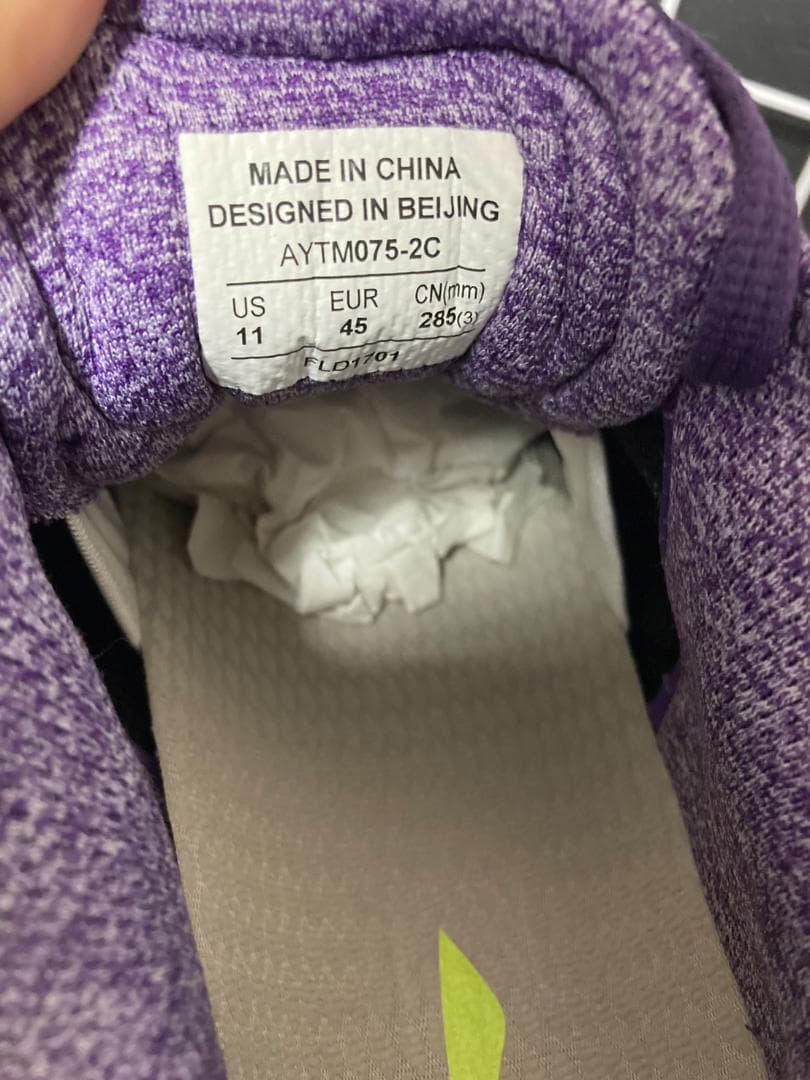 MADE IN CHINA
DESIGNED IN BEIJING
AYTM075-2C
US EUR CN(mm)
11 45 285(3)
FLD1701